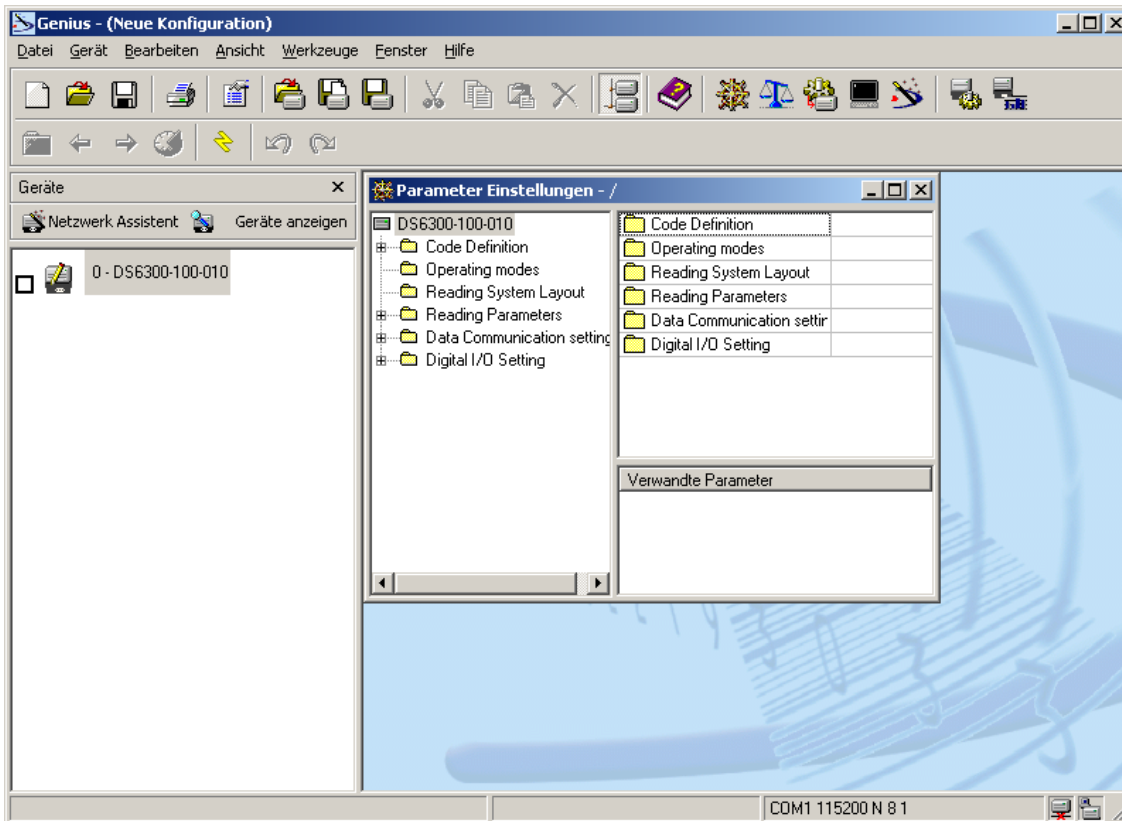 Genius - (Neue Konfiguration)
Datei Gerät Bearbeiten Ansicht Werkzeuge Fenster Hilfe
Geräte
Netzwerk Assistent Geräte anzeigen
0 - DS6300-100-010
Parameter Einstellungen - /
DS6300-100-010
Code Definition
Operating modes
Reading System Layout
Reading Parameters
Data Communication setting
Digital I/O Setting
Code Definition
Operating modes
Reading System Layout
Reading Parameters
Data Communication settin
Digital I/O Setting
Verwandte Parameter
COM1 115200 N 8 1